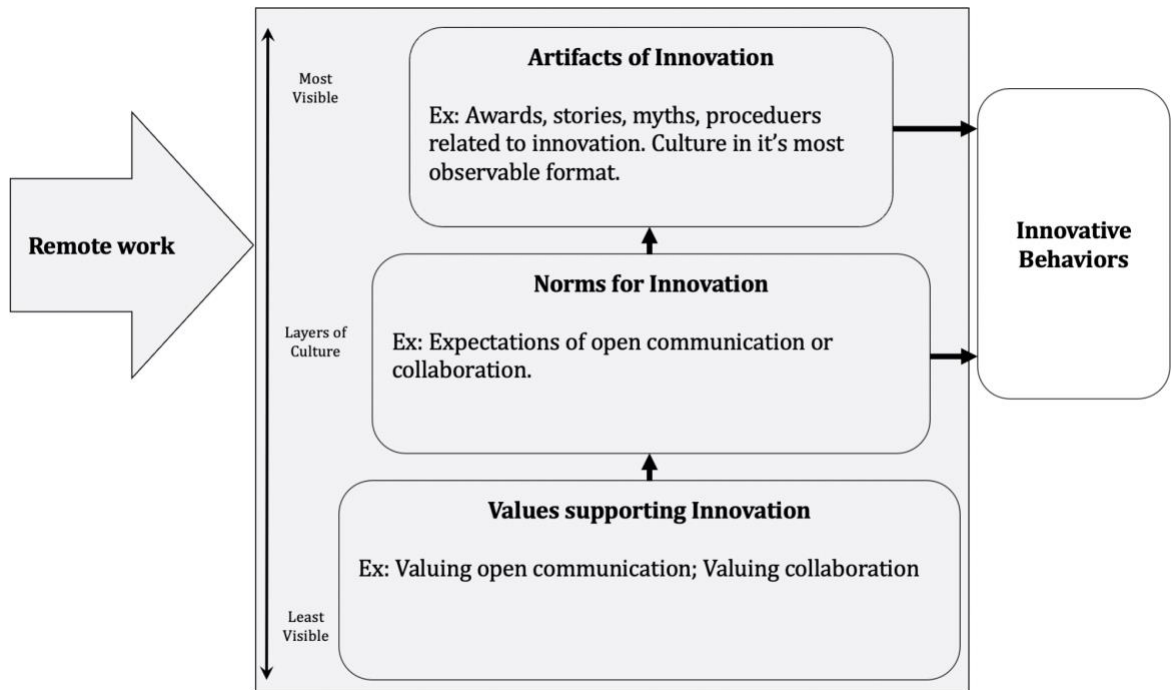 Remote work
Most
Visible
Layers of
Culture
Least
Visible
Artifacts of Innovation
Ex: Awards, stories, myths, proceduers
related to innovation. Culture in it's most
observable format.
Norms for Innovation
Ex: Expectations of open communication or
collaboration.
Values supporting Innovation
Ex: Valuing open communication; Valuing collaboration
Innovative
Behaviors